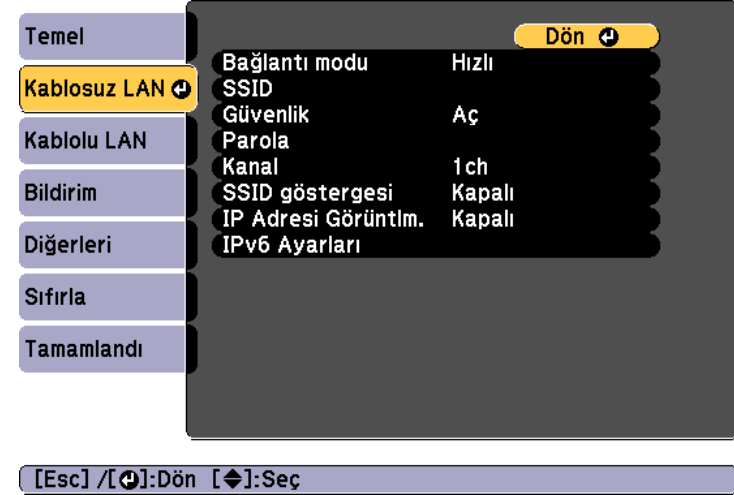 Temel
Kablosuz LAN
Kablolu LAN
Bildirim
Diğerleri
Sıfırla
Tamamlandı
Dön
Bağlantı modu Hızlı
SSID
Güvenlik Aç
Parola
Kanal 1ch
SSID göstergesi Kapalı
IP Adresi Görüntlm. Kapalı
IPv6 Ayarları
[Esc] /[⏎]:Dön [◆]:Seç